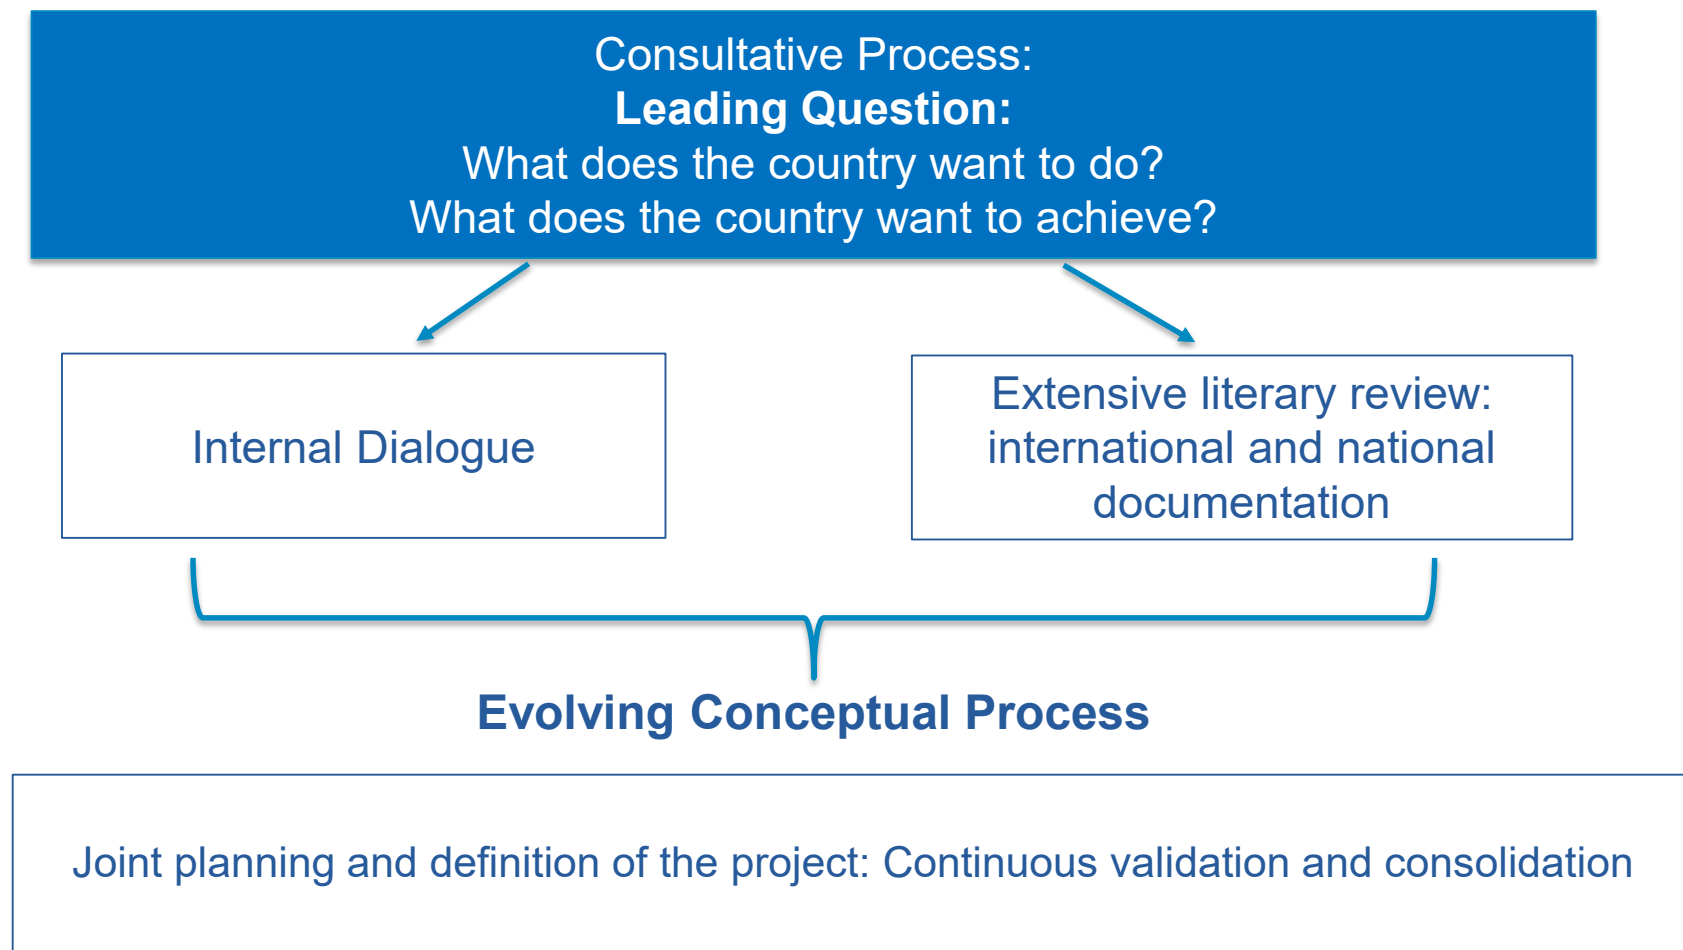 Consultative Process:
Leading Question:
What does the country want to do?
What does the country want to achieve?
Internal Dialogue
Extensive literary review:
international and national
documentation
Evolving Conceptual Process
Joint planning and definition of the project: Continuous validation and consolidation